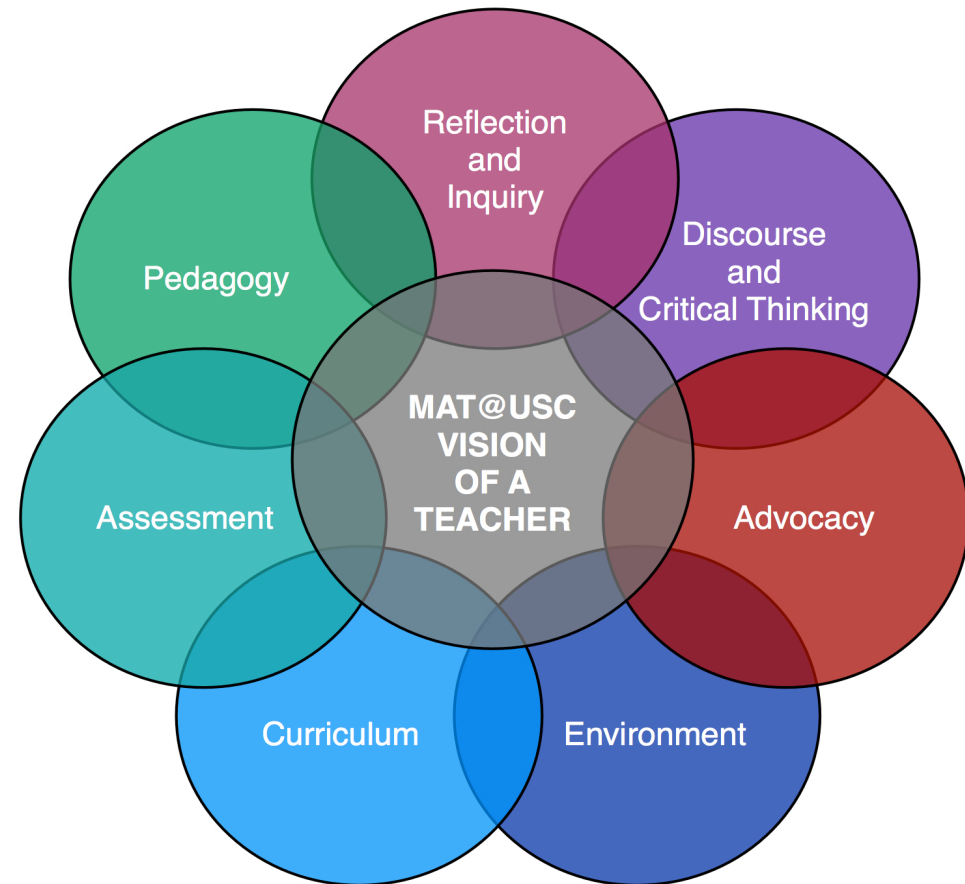 Reflection
and
Inquiry
Discourse
and
Critical Thinking
Pedagogy
MAT@USC
VISION
OF A
TEACHER
Assessment
Advocacy
Curriculum
Environment